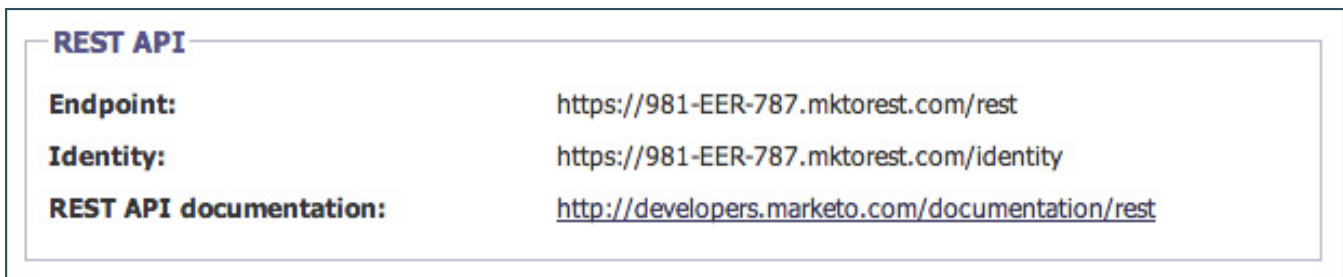 REST API
Endpoint: https://981-EER-787.mktorest.com/rest
Identity: https://981-EER-787.mktorest.com/identity
REST API documentation: http://developers.marketo.com/documentation/rest